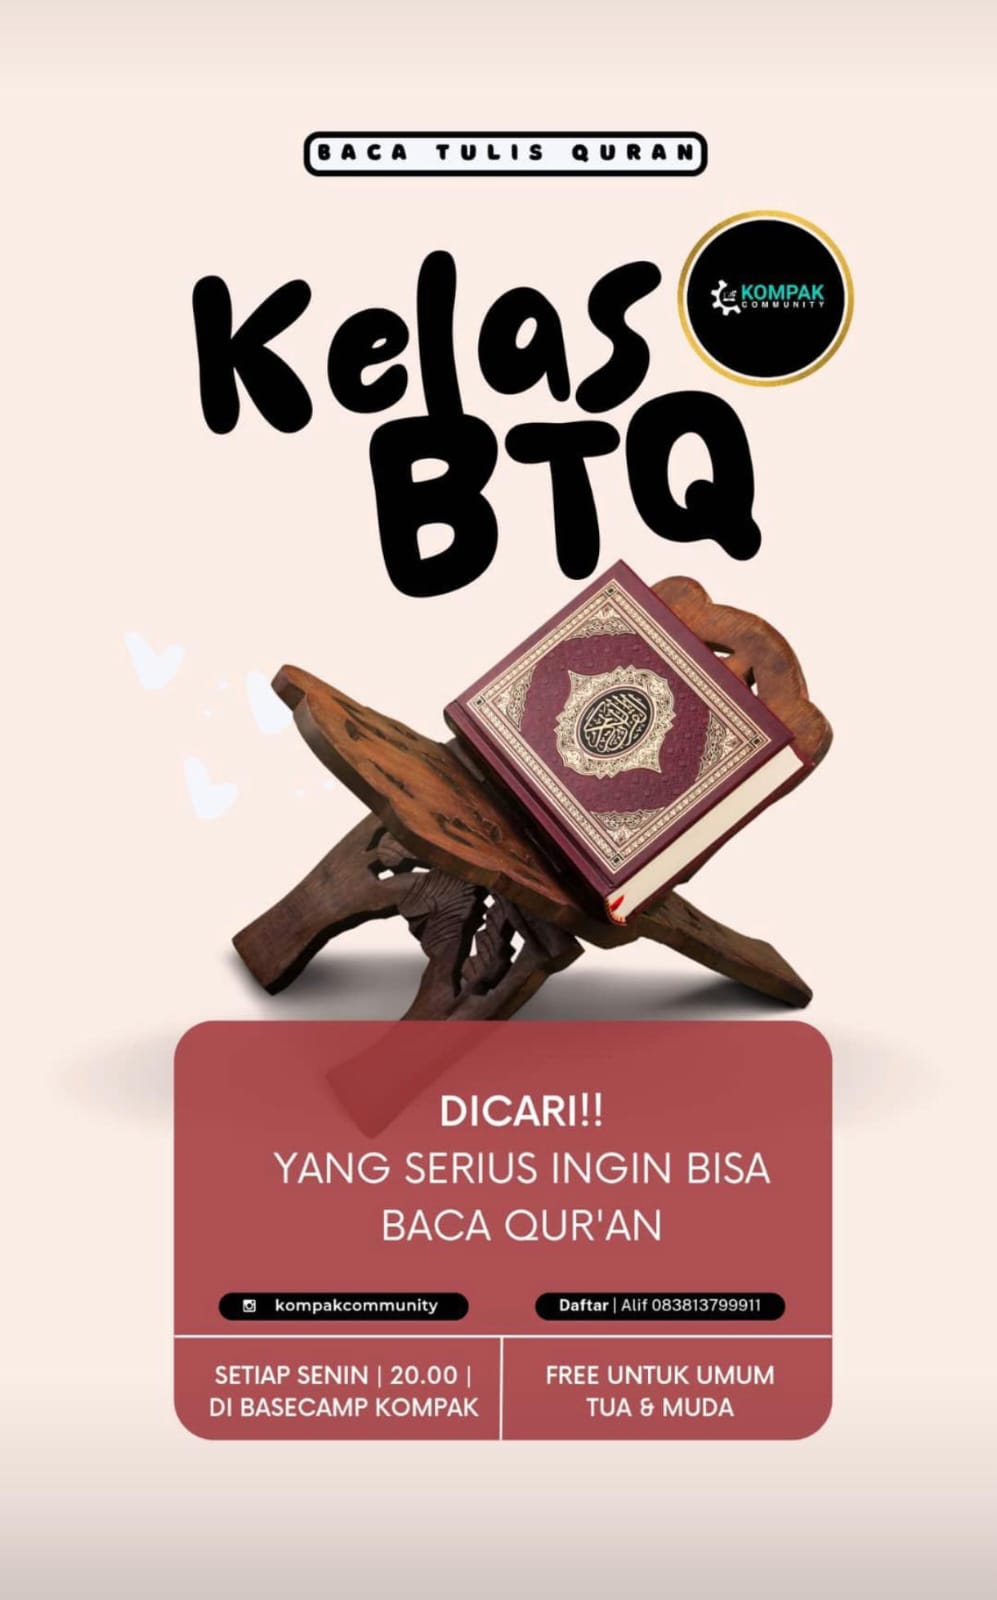 BACA TULIS QURAN
Kelas
BTQ
KOMPAK
COMMUNITY
DICARI!!
YANG SERIUS INGIN BISA
BACA QUR'AN
kompakcommunity
Daftar | Alif 083813799911
SETIAP SENIN | 20.00 |
DI BASECAMP KOMPAK
FREE UNTUK UMUM
TUA & MUDA